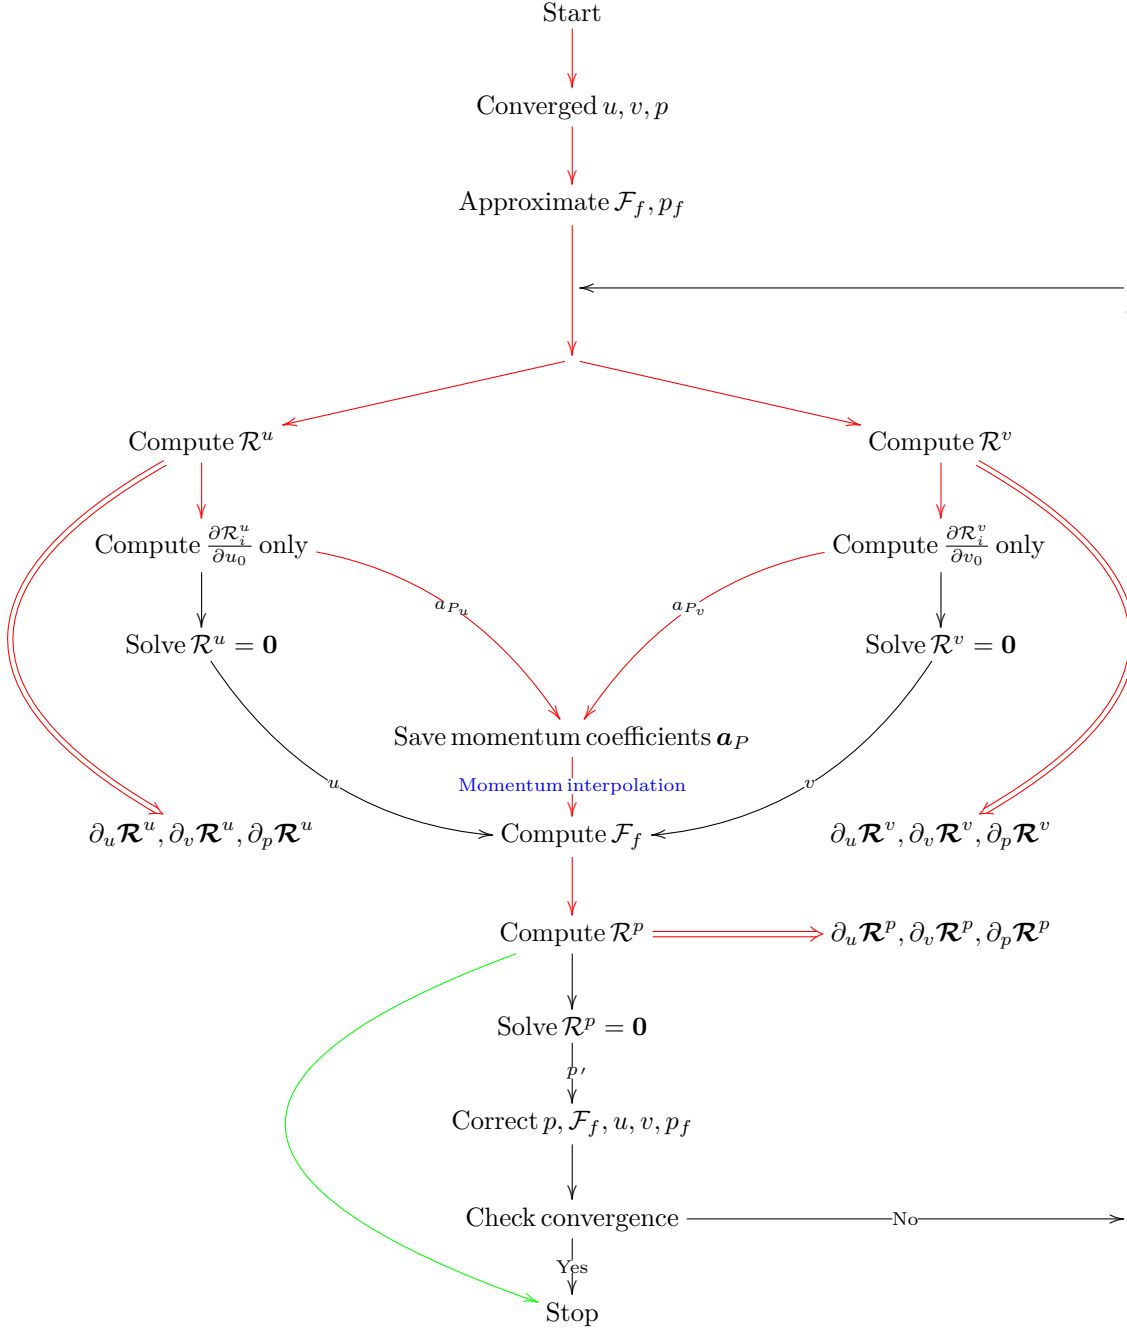 Start
Converged u, v, p
Approximate 𝓕_f, p_f
Compute 𝓡^u
Compute 𝓡^v
Compute ∂𝓡_i^u/∂u_0 only
Compute ∂𝓡_i^v/∂v_0 only
a_{P_u}
a_{P_v}
Solve 𝓡^u = 0
Solve 𝓡^v = 0
Save momentum coefficients a_P
u
Momentum interpolation
v
∂_u𝓡^u, ∂_v𝓡^u, ∂_p𝓡^u
Compute 𝓕_f
∂_u𝓡^v, ∂_v𝓡^v, ∂_p𝓡^v
Compute 𝓡^p
∂_u𝓡^p, ∂_v𝓡^p, ∂_p𝓡^p
Solve 𝓡^p = 0
p′
Correct p, 𝓕_f, u, v, p_f
Check convergence
No
Yes
Stop